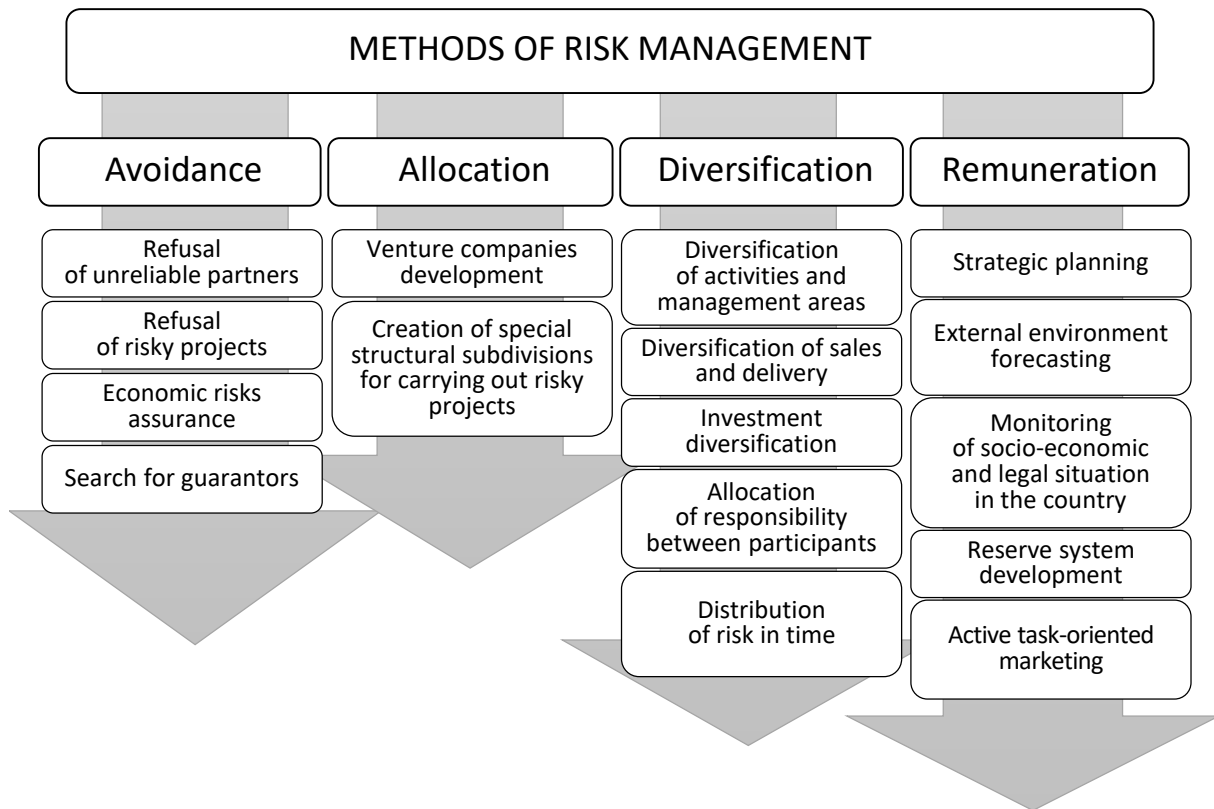 METHODS OF RISK MANAGEMENT
Avoidance
Refusal
of unreliable partners
Refusal
of risky projects
Economic risks
assurance
Search for guarantors
Allocation
Venture companies
development
Creation of special
structural subdivisions
for carrying out risky
projects
Diversification
Diversification
of activities and
management areas
Diversification of sales
and delivery
Investment
diversification
Allocation
of responsibility
between participants
Distribution
of risk in time
Remuneration
Strategic planning
External environment
forecasting
Monitoring
of socio-economic
and legal situation
in the country
Reserve system
development
Active task-oriented
marketing